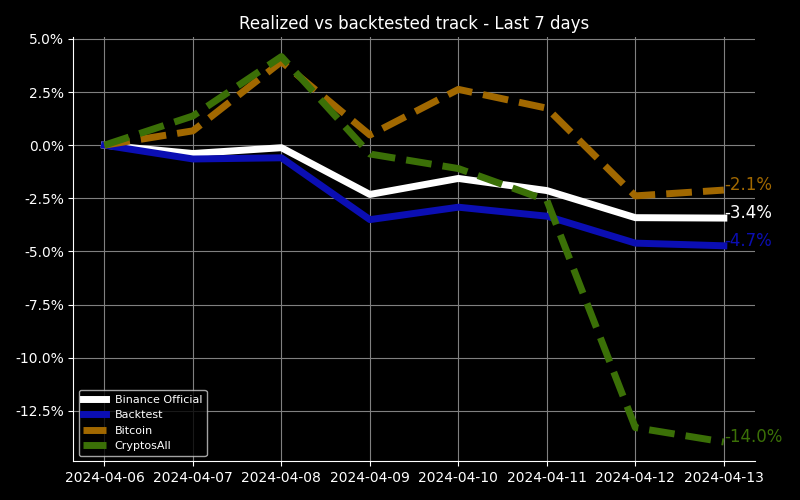 Realized vs backtested track - Last 7 days
5.0%
2.5%
0.0%
-2.5%
-5.0%
-7.5%
-10.0%
-12.5%
-2.1%
-3.4%
-4.7%
-14.0%
Binance Official
Backtest
Bitcoin
CryptosAll
2024-04-06 2024-04-07 2024-04-08 2024-04-09 2024-04-10 2024-04-11 2024-04-12 2024-04-13